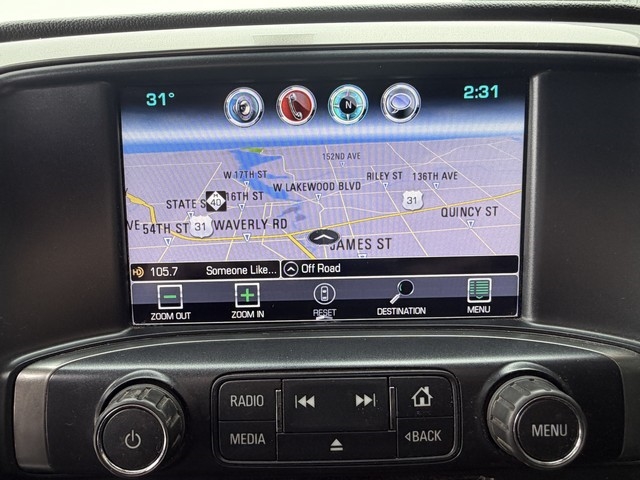 31°
2:31
N
152ND AVE
W 17TH ST
RILEY ST
136TH AVE
W.LAKEWOOD BLVD
STATE S
40
16TH ST
31
QUINCY ST
VE
54TH ST
31
WAVERLY RD
JAMES ST
105.7 Someone Like... Off Road
ZOOM OUT ZOOM IN RESET DESTINATION MENU
RADIO
MEDIA
BACK
MENU